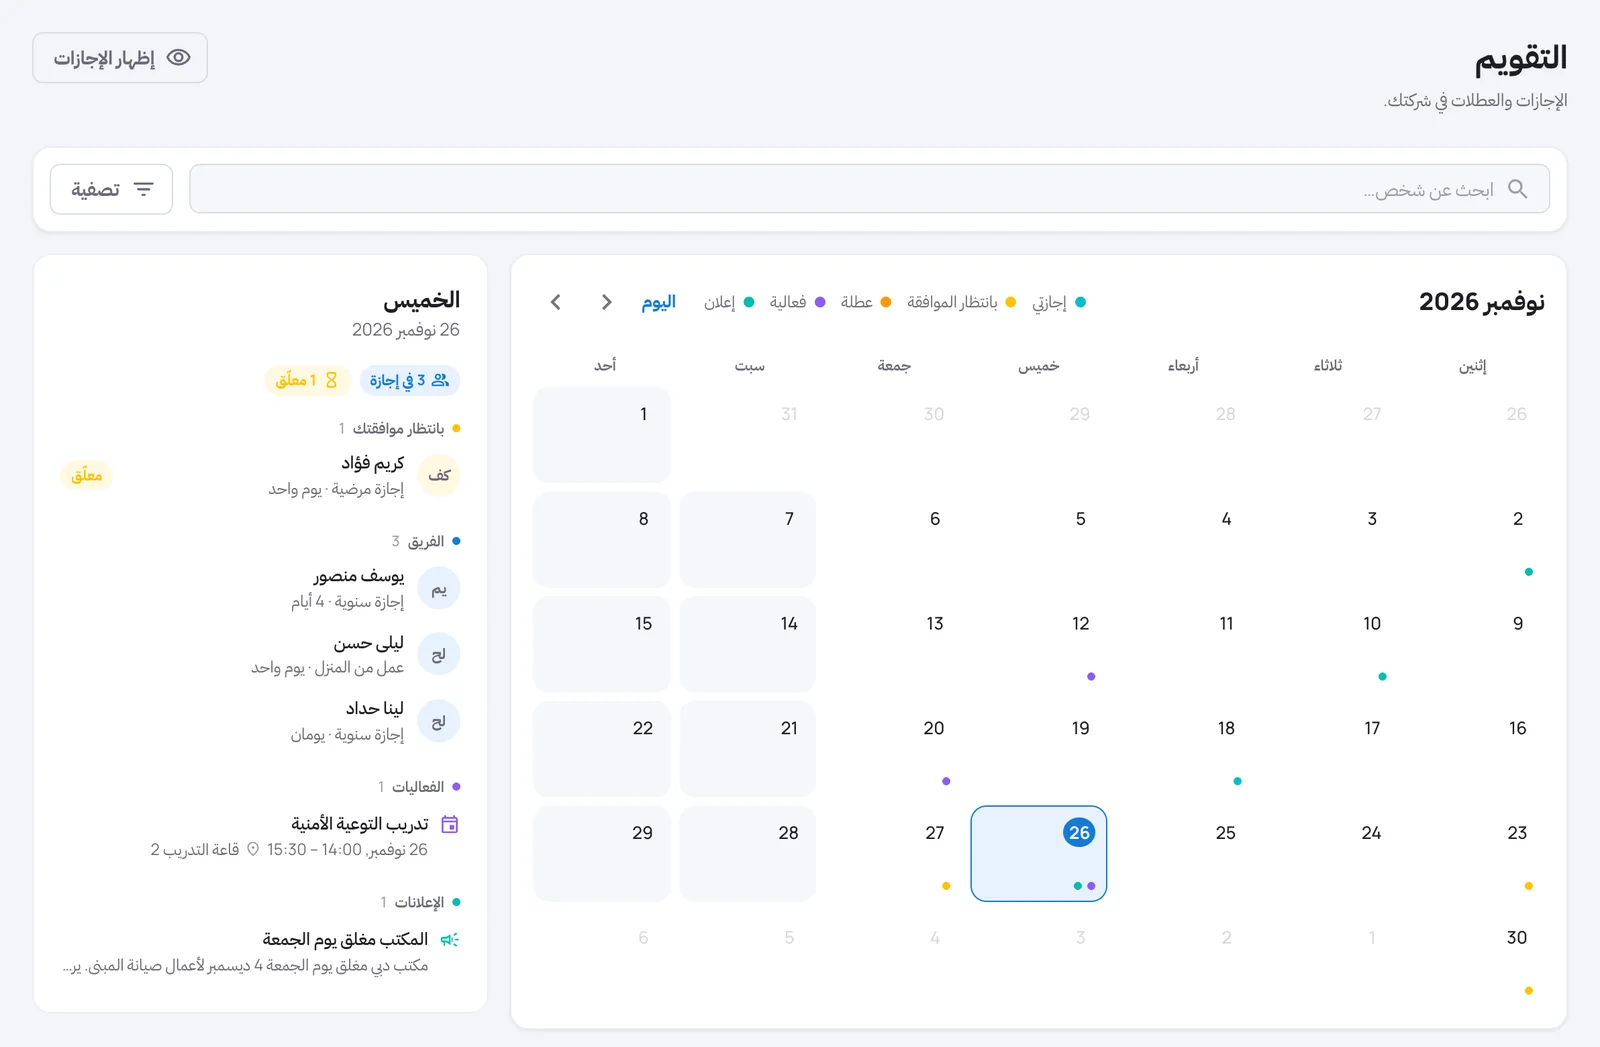 التقويم
الإجازات والعطلات في شركتك.
إظهار الإجازات
ابحث عن شخص...
تصفية
نوفمبر 2026
إجازتي
بانتظار الموافقة
عطلة
فعالية
إعلان
اليوم
إثنين ثلاثاء أربعاء خميس جمعة سبت أحد
26 27 28 29 30 31 1
2 3 4 5 6 7 8
9 10 11 12 13 14 15
16 17 18 19 20 21 22
23 24 25 26 27 28 29
30 1 2 3 4 5 6
الخميس
26 نوفمبر 2026
3 في إجازة
1 معلّق
بانتظار موافقتك 1
كف
كريم فؤاد
إجازة مرضية · يوم واحد
معلّق
الفريق 3
يم
يوسف منصور
إجازة سنوية · 4 أيام
لح
ليلى حسن
عمل من المنزل · يوم واحد
لح
لينا حداد
إجازة سنوية · يومان
الفعاليات 1
تدريب التوعية الأمنية
26 نوفمبر, 14:00 – 15:30 قاعة التدريب 2
الإعلانات 1
المكتب مغلق يوم الجمعة
مكتب دبي مغلق يوم الجمعة 4 ديسمبر لأعمال صيانة المبنى. ير...